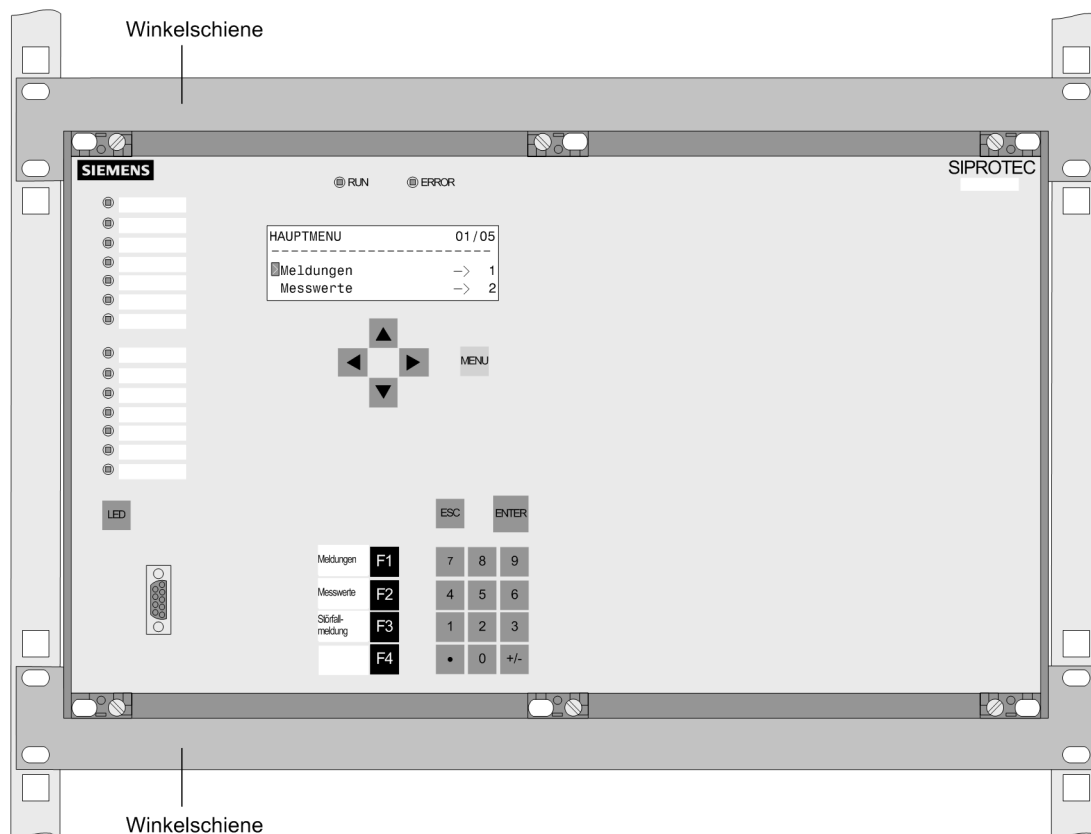 Winkelschiene
SIEMENS
SIPROTEC
RUN
ERROR
HAUPTMENU 01/05
--------------------
Meldungen —> 1
Messwerte —> 2
MENU
LED
ESC
ENTER
Meldungen F1
7 8 9
Messwerte F2
4 5 6
Störfall-
meldung F3
1 2 3
F4
• 0 +/-
Winkelschiene